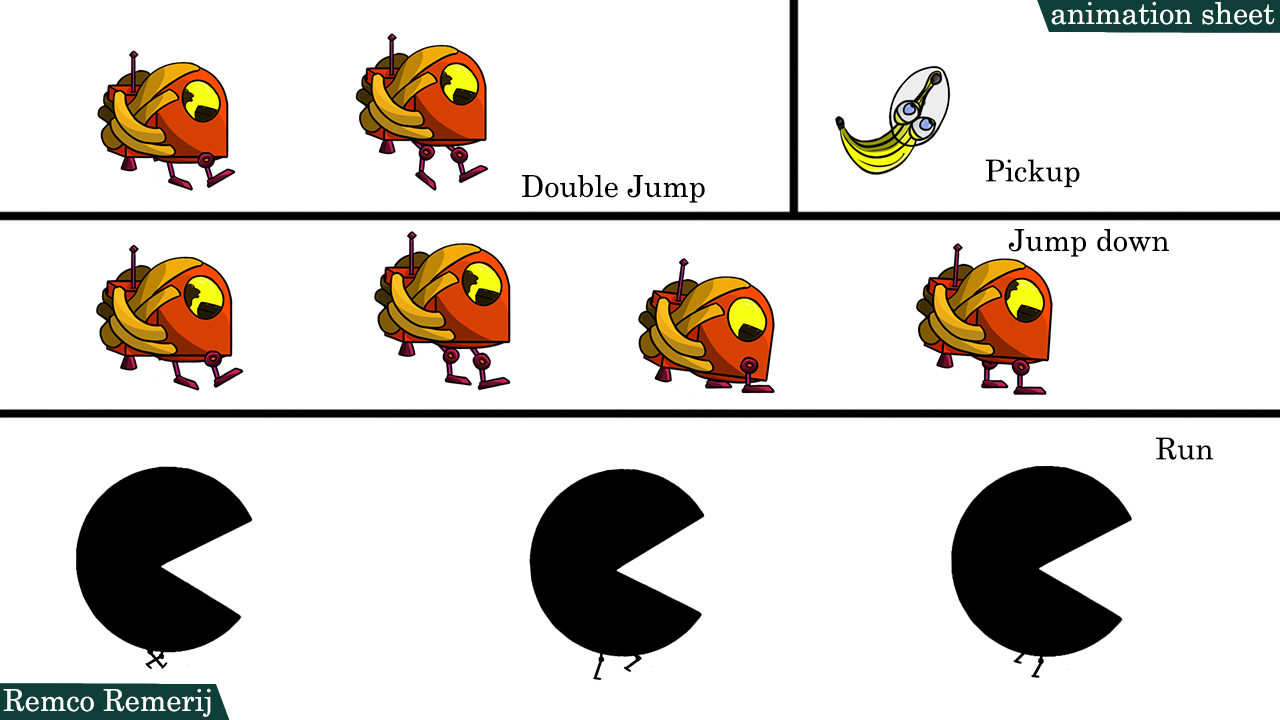 animation sheet
Double Jump
Pickup
Jump down
Run
Remco Remerij